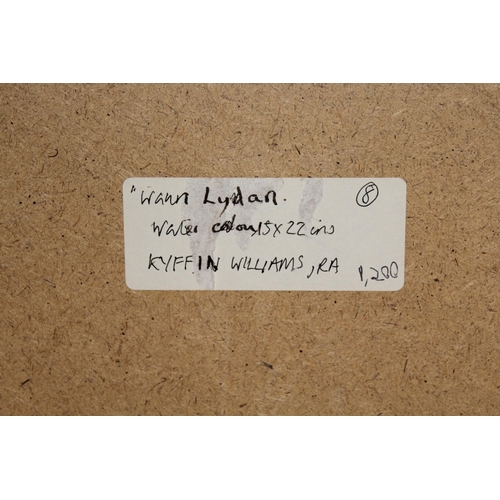 "Waun Lydan. 8
Water colour 15 x 22 ins
KYFFIN WILLIAMS, RA 1,200